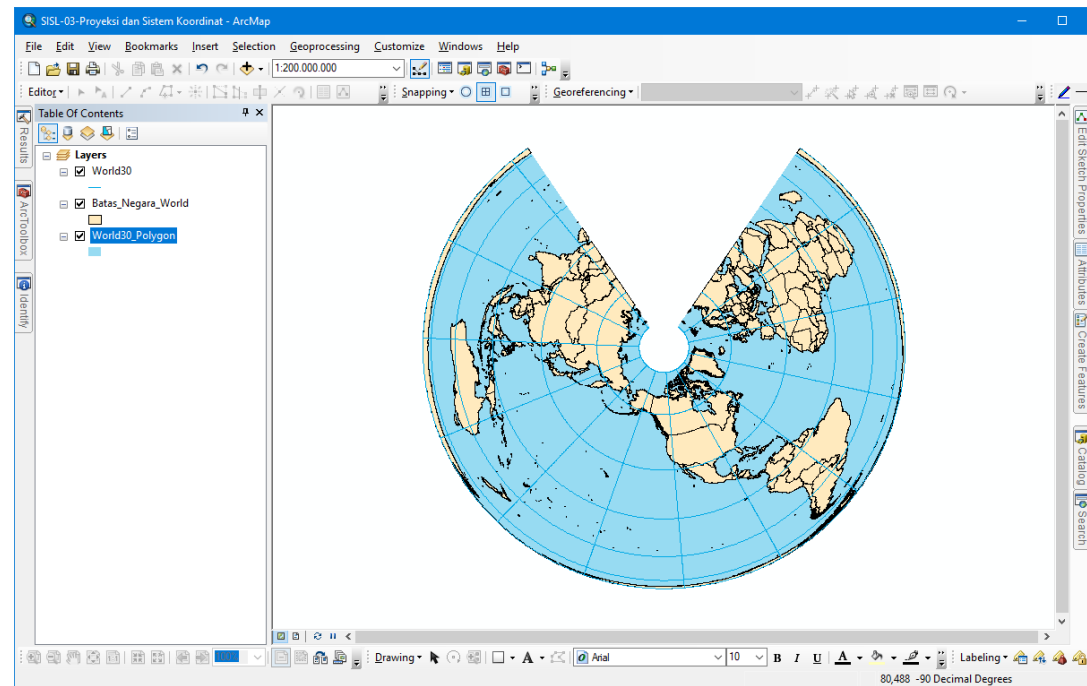 SISL-03-Proyeksi dan Sistem Koordinat - ArcMap
File Edit View Bookmarks Insert Selection Geoprocessing Customize Windows Help
1:200.000.000
Editor Snapping Georeferencing
Table Of Contents
Layers
World30
Batas_Negara_World
World30_Polygon
Results
ArcToolbox
Identify
Edit Sketch Properties
Attributes
Create Features
Catalog
Search
Drawing A Arial 10 B I U A Labeling
80,488 -90 Decimal Degrees